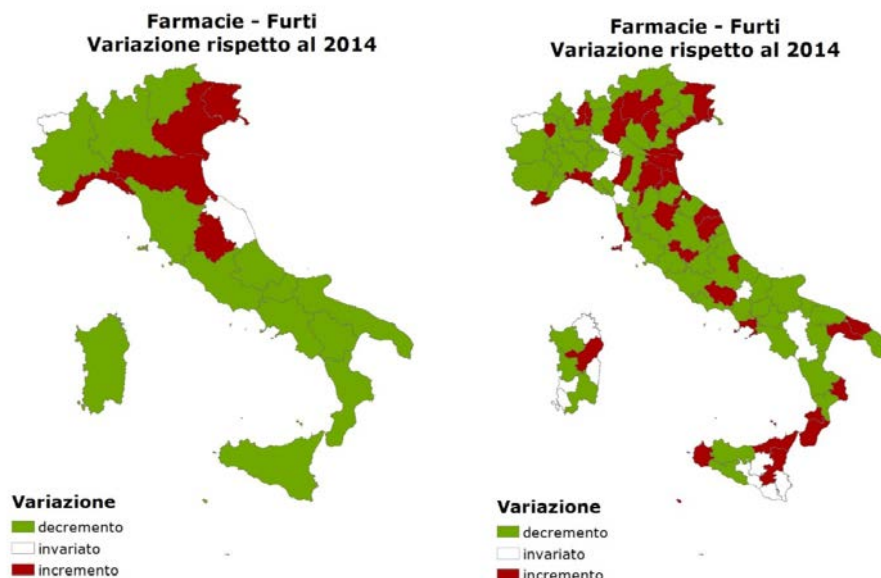 Farmacie - Furti
Variazione rispetto al 2014
Variazione
decremento
invariato
incremento
Farmacie - Furti
Variazione rispetto al 2014
Variazione
decremento
invariato
incremento